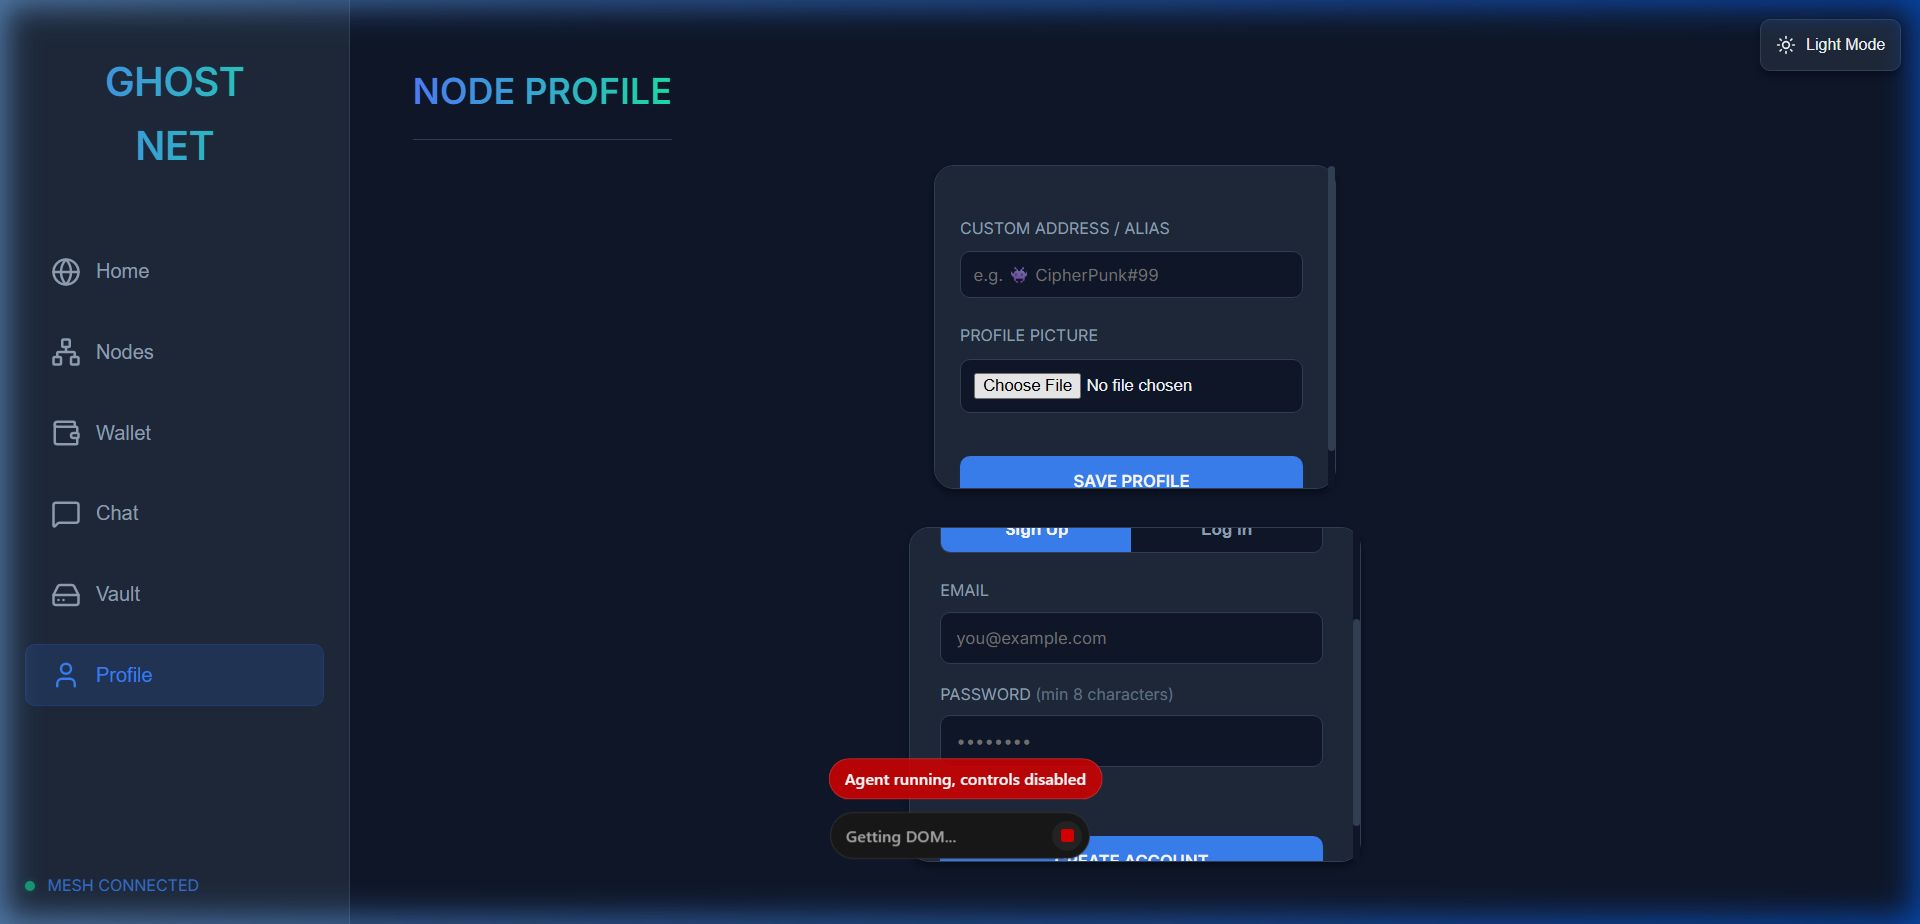 GHOST
NET
Home
Nodes
Wallet
Chat
Vault
Profile
MESH CONNECTED
Light Mode
NODE PROFILE
CUSTOM ADDRESS / ALIAS
e.g. 👾 CipherPunk#99
PROFILE PICTURE
Choose File No file chosen
SAVE PROFILE
Sign Up Log In
EMAIL
you@example.com
PASSWORD (min 8 characters)
••••••••
Agent running, controls disabled
Getting DOM...
CREATE ACCOUNT